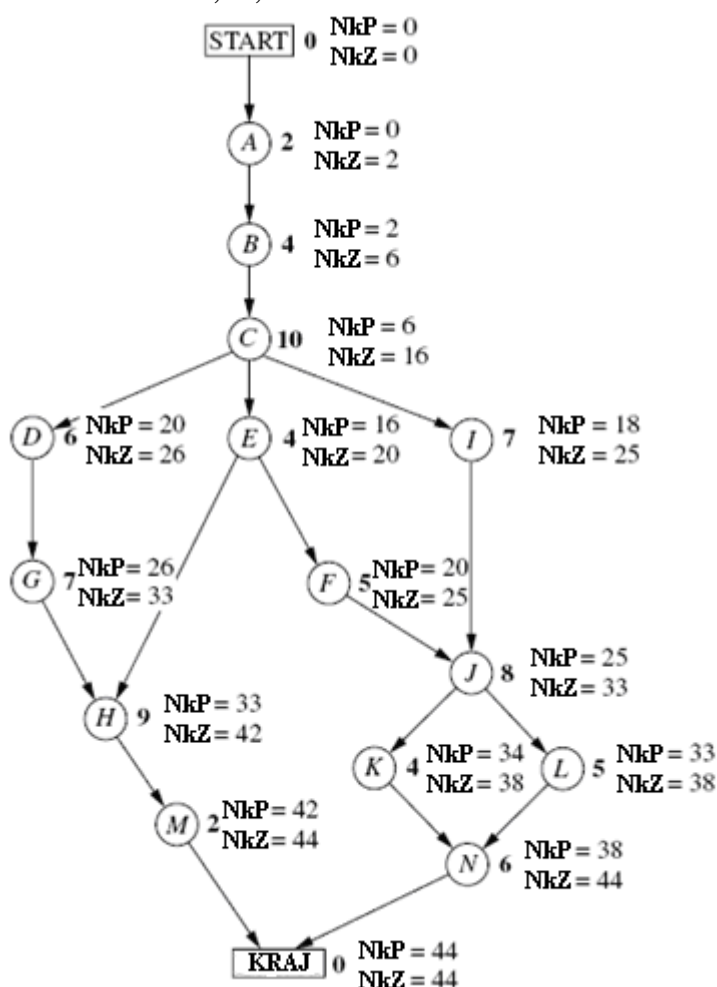 START 0 NkP = 0
NkZ = 0
A 2 NkP = 0
NkZ = 2
B 4 NkP = 2
NkZ = 6
C 10 NkP = 6
NkZ = 16
D 6 NkP = 20
NkZ = 26
E 4 NkP = 16
NkZ = 20
I 7 NkP = 18
NkZ = 25
G 7 NkP = 26
NkZ = 33
F 5 NkP = 20
NkZ = 25
J 8 NkP = 25
NkZ = 33
H 9 NkP = 33
NkZ = 42
K 4 NkP = 34
NkZ = 38
L 5 NkP = 33
NkZ = 38
M 2 NkP = 42
NkZ = 44
N 6 NkP = 38
NkZ = 44
KRAJ 0 NkP = 44
NkZ = 44